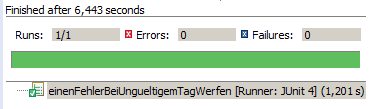 Finished after 6,443 seconds
Runs: 1/1 Errors: 0 Failures: 0
einenFehlerBeiUngueltigemTagWerfen [Runner: JUnit 4] (1,201 s)